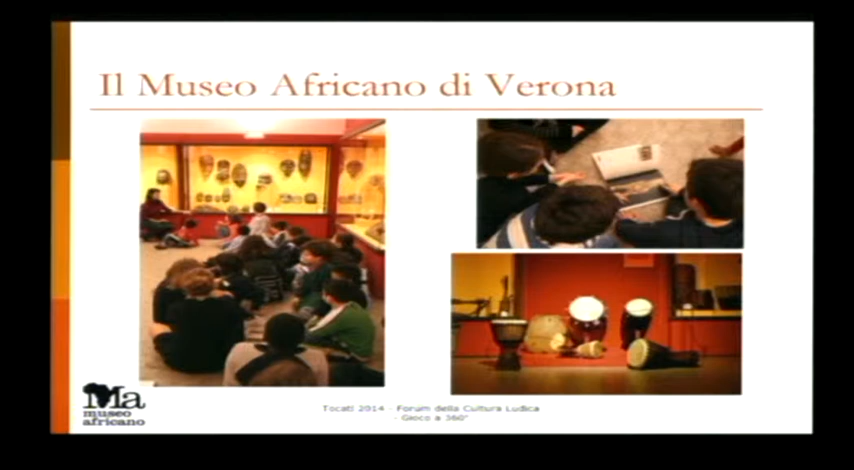 Il Museo Africano di Verona
Ma
museo
africano
Tocatì 2014 - Forum della Cultura Ludica
- Gioco a 360°